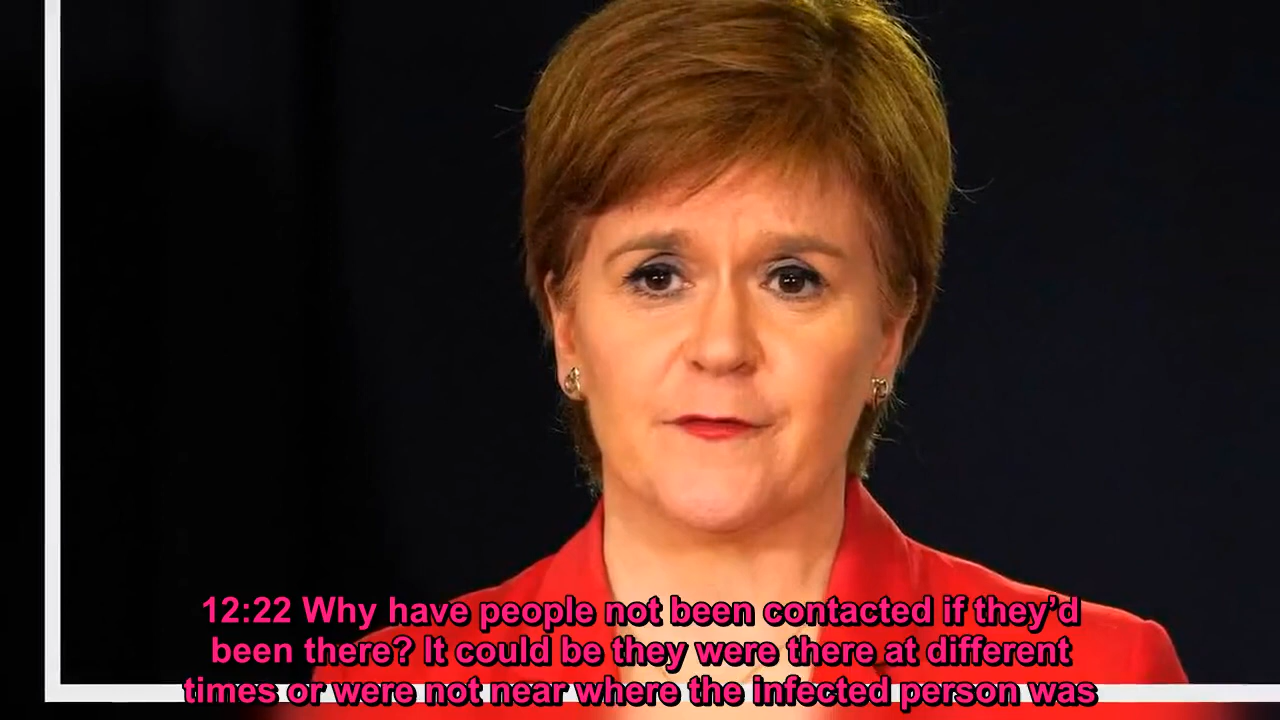 12:22 Why have people not been contacted if they’d
been there? It could be they were there at different
times or were not near where the infected person was